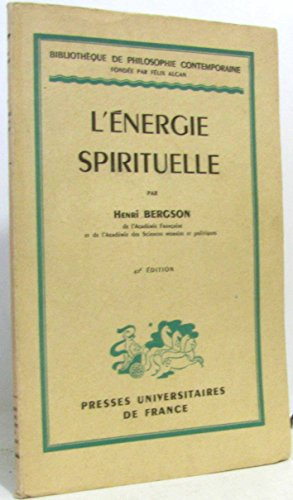 BIBLIOTHÈQUE DE PHILOSOPHIE CONTEMPORAINE
FONDÉE PAR FÉLIX ALCAN
L'ÉNERGIE
SPIRITUELLE
PAR
HENRI BERGSON
de l'Académie Française
et de l'Académie des Sciences morales et politiques
ÉDITION
PRESSES UNIVERSITAIRES
DE FRANCE